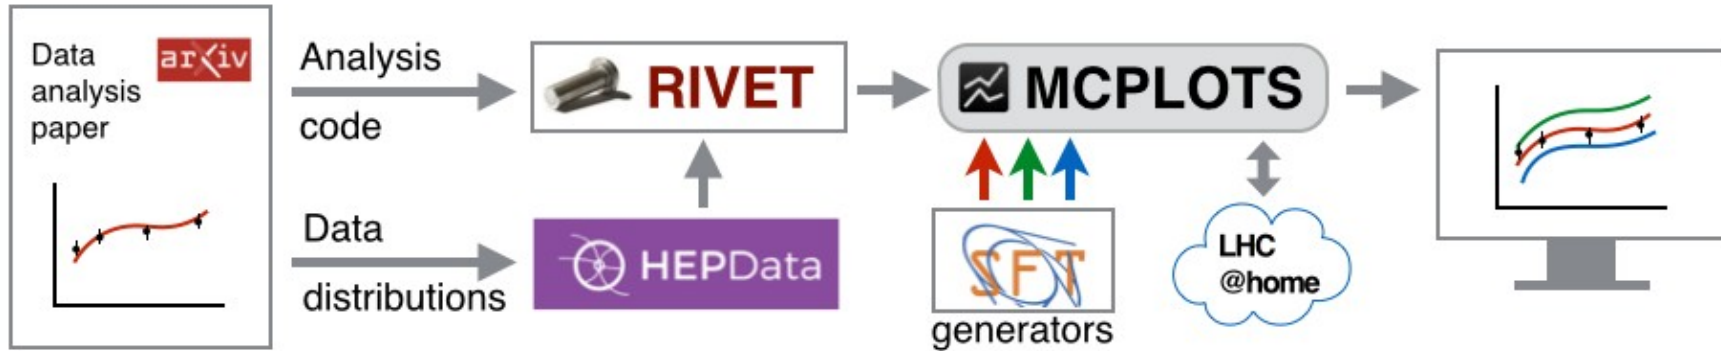 Data
analysis
paper
arXiv
Analysis
code
Data
distributions
RIVET
HEPData
MCPLOTS
SFT
generators
LHC
@home